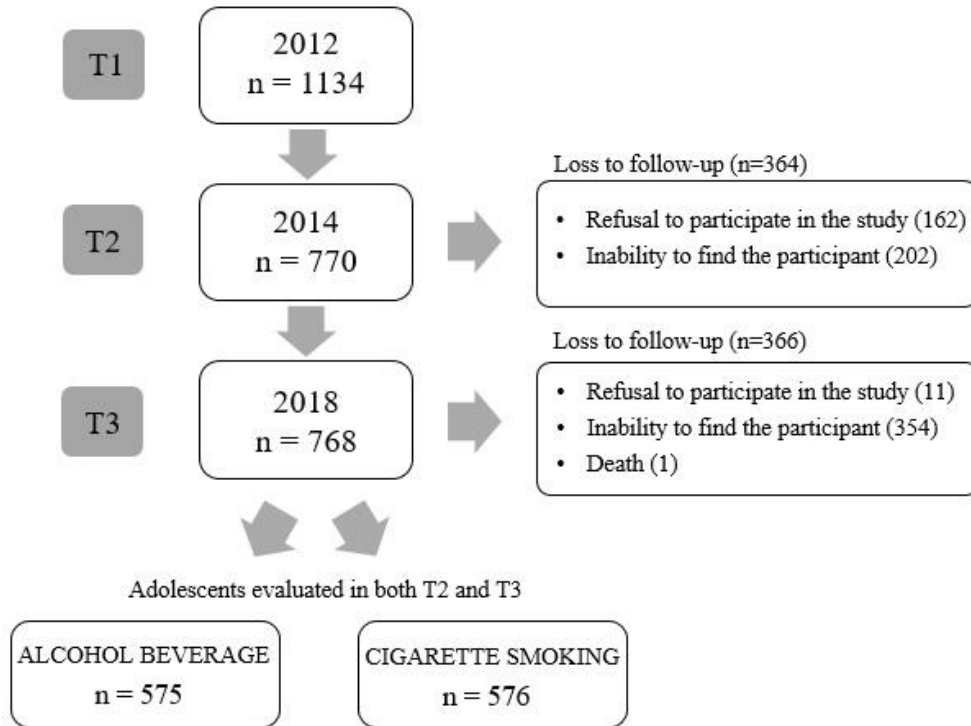 T1
2012
n = 1134
T2
2014
n = 770
Loss to follow-up (n=364)
• Refusal to participate in the study (162)
• Inability to find the participant (202)
T3
2018
n = 768
Loss to follow-up (n=366)
• Refusal to participate in the study (11)
• Inability to find the participant (354)
• Death (1)
Adolescents evaluated in both T2 and T3
ALCOHOL BEVERAGE
n = 575
CIGARETTE SMOKING
n = 576